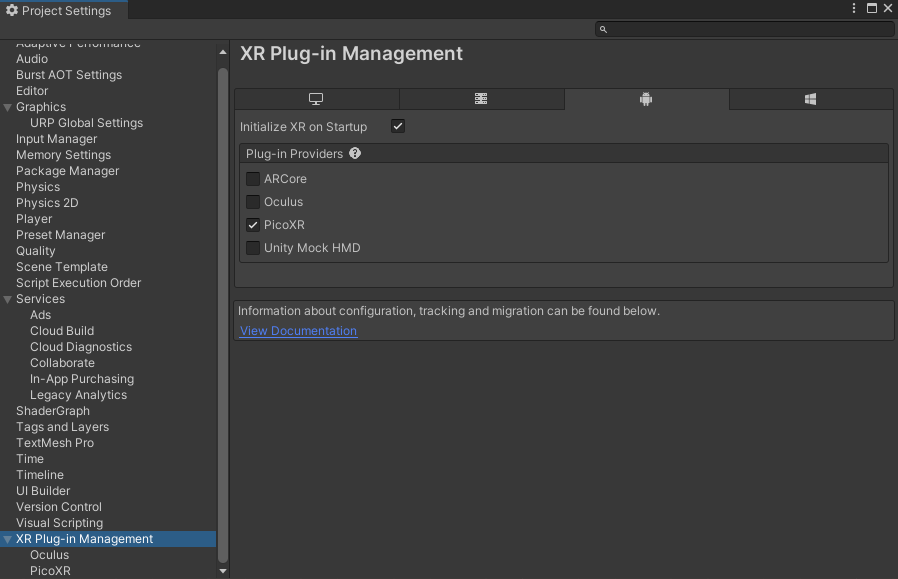 Project Settings
Adaptive Performance
Audio
Burst AOT Settings
Editor
Graphics
URP Global Settings
Input Manager
Memory Settings
Package Manager
Physics
Physics 2D
Player
Preset Manager
Quality
Scene Template
Script Execution Order
Services
Ads
Cloud Build
Cloud Diagnostics
Collaborate
In-App Purchasing
Legacy Analytics
ShaderGraph
Tags and Layers
TextMesh Pro
Time
Timeline
UI Builder
Version Control
Visual Scripting
XR Plug-in Management
Oculus
PicoXR
XR Plug-in Management
Initialize XR on Startup
Plug-in Providers
ARCore
Oculus
PicoXR
Unity Mock HMD
Information about configuration, tracking and migration can be found below.
View Documentation